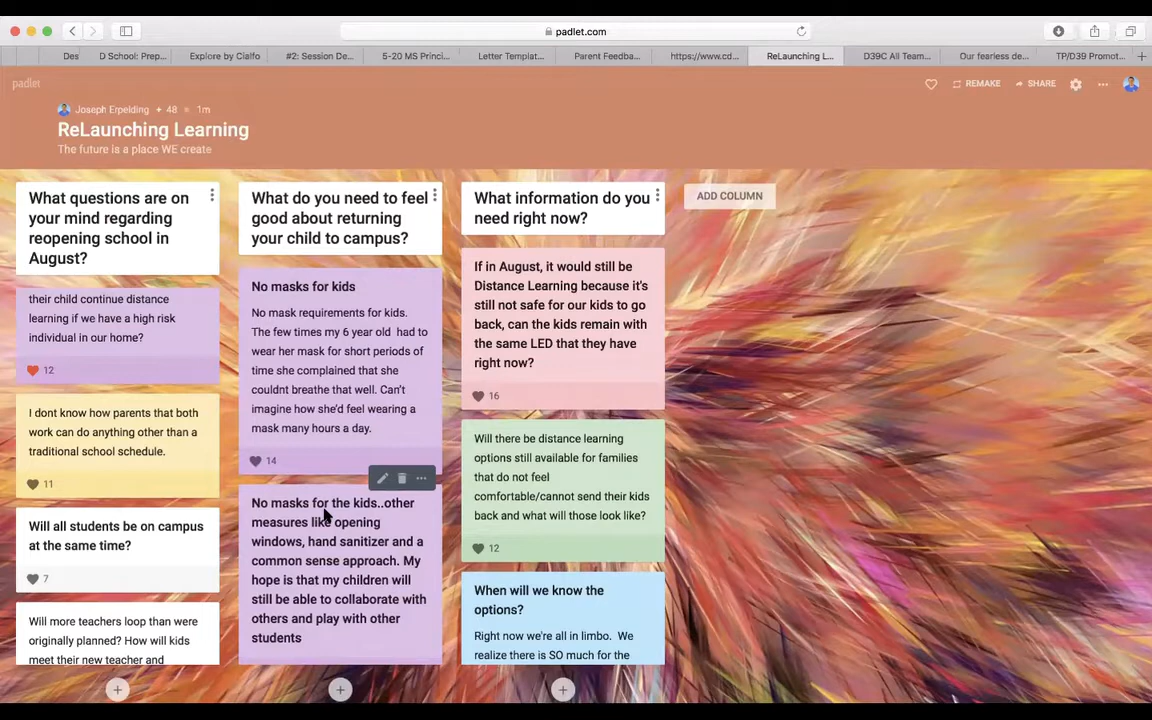 padlet.com
Des
D School: Prep...
Explore by Cialfo
#2: Session De...
5-20 MS Princi...
Letter Templat...
Parent Feedba...
https://www.cd...
ReLaunching L...
D39C All Team...
Our fearless de...
TP/D39 Promot...
padlet
REMAKE
SHARE
Joseph Erpelding + 48 1m
ReLaunching Learning
The future is a place WE create
What questions are on
your mind regarding
reopening school in
August?
their child continue distance
learning if we have a high risk
individual in our home?
12
I dont know how parents that both
work can do anything other than a
traditional school schedule.
11
Will all students be on campus
at the same time?
7
Will more teachers loop than were
originally planned? How will kids
meet their new teacher and
What do you need to feel
good about returning
your child to campus?
No masks for kids
No mask requirements for kids.
The few times my 6 year old had to
wear her mask for short periods of
time she complained that she
couldnt breathe that well. Can't
imagine how she'd feel wearing a
mask many hours a day.
14
No masks for the kids..other
measures like opening
windows, hand sanitizer and a
common sense approach. My
hope is that my children will
still be able to collaborate with
others and play with other
students
What information do you
need right now?
If in August, it would still be
Distance Learning because it's
still not safe for our kids to go
back, can the kids remain with
the same LED that they have
right now?
16
Will there be distance learning
options still available for families
that do not feel
comfortable/cannot send their kids
back and what will those look like?
12
When will we know the
options?
Right now we're all in limbo. We
realize there is SO much for the
ADD COLUMN